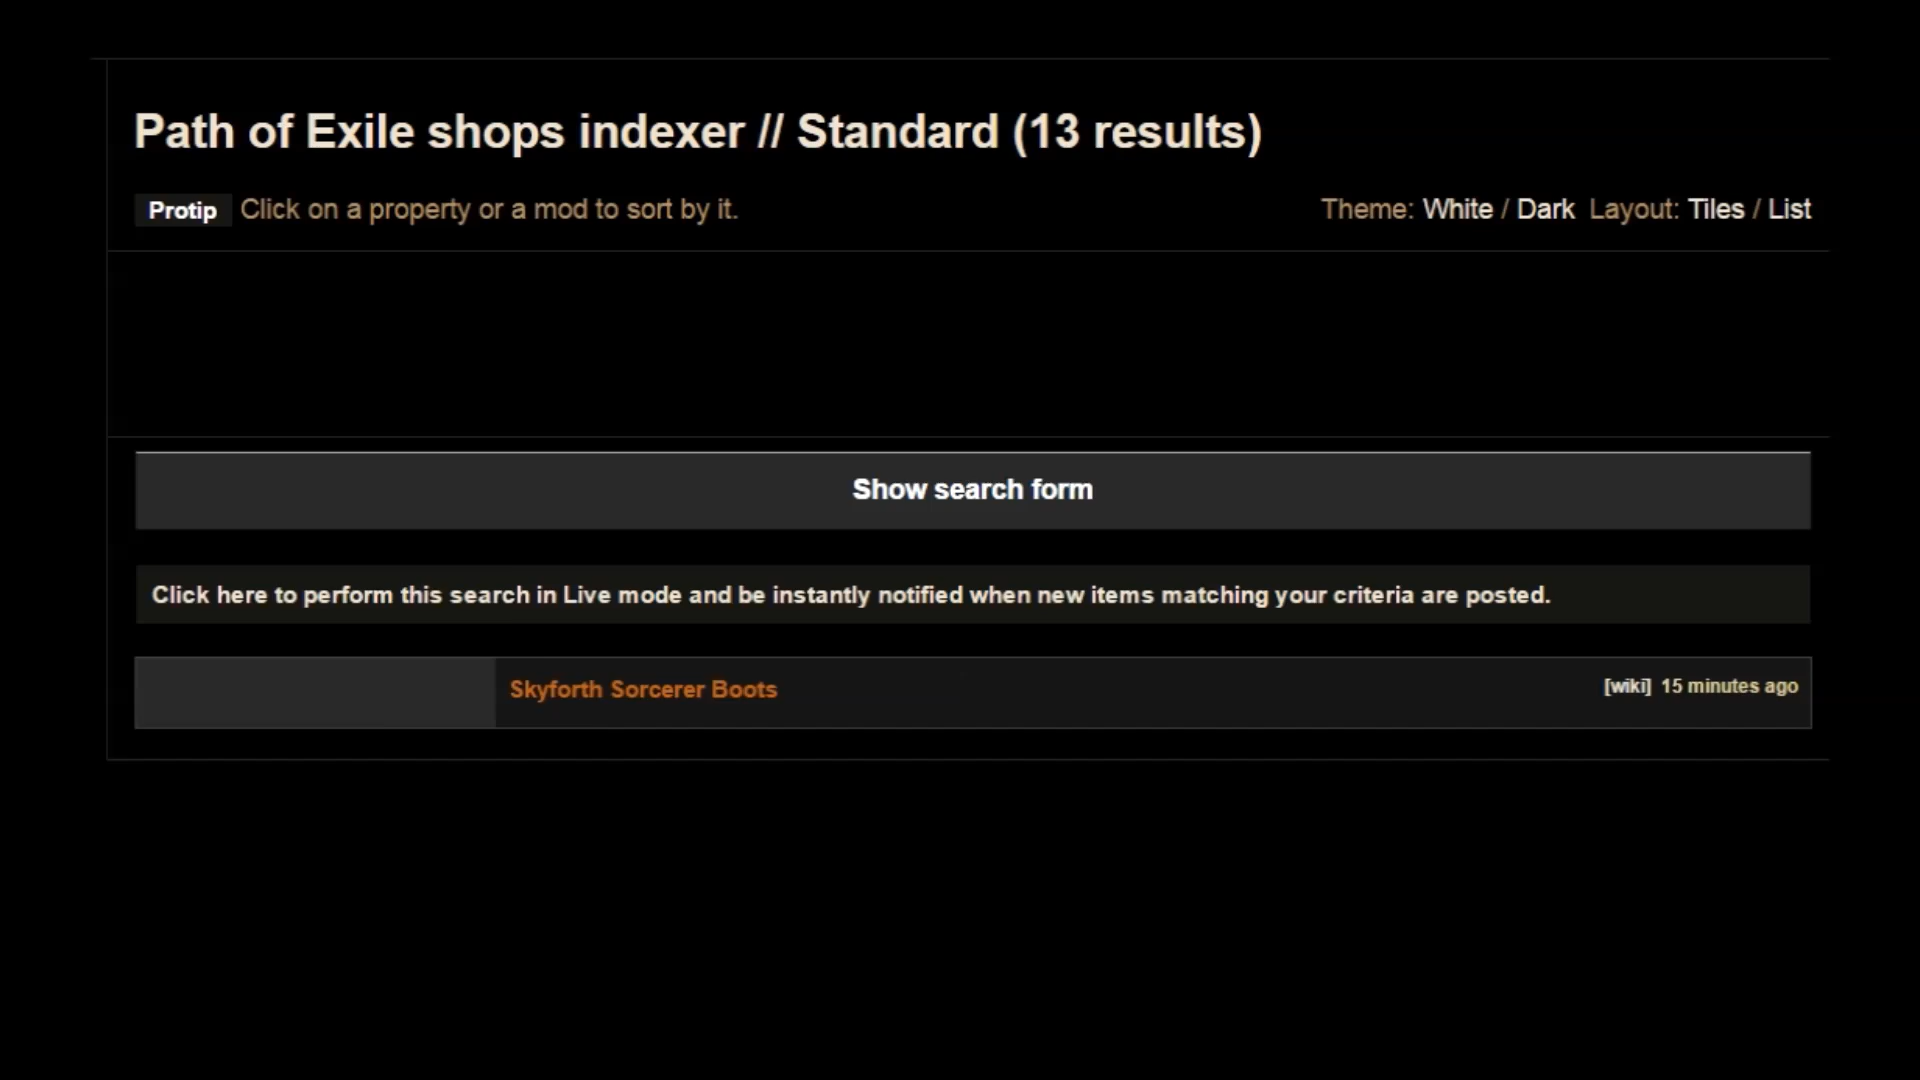 Path of Exile shops indexer // Standard (13 results)
Protip Click on a property or a mod to sort by it. Theme: White / Dark Layout: Tiles / List
Show search form
Click here to perform this search in Live mode and be instantly notified when new items matching your criteria are posted.
Skyforth Sorcerer Boots [wiki] 15 minutes ago